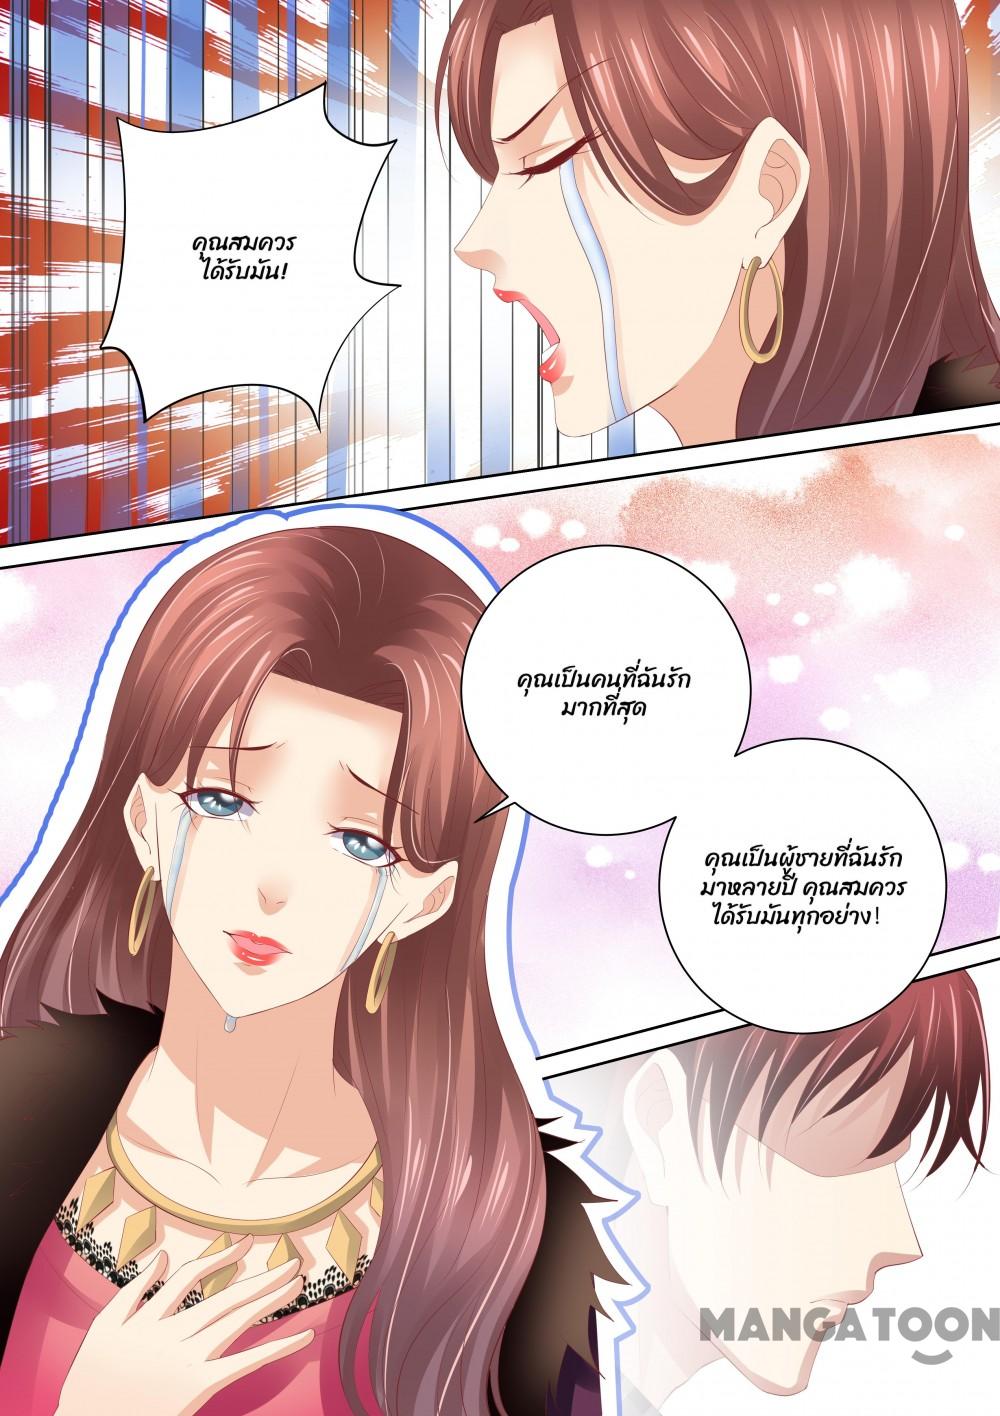 คุณสมควร
ได้รับมัน!
คุณเป็นคนที่ฉันรัก
มากที่สุด
คุณเป็นผู้ชายที่ฉันรัก
มาหลายปี คุณสมควร
ได้รับมันทุกอย่าง!
MANGATOON